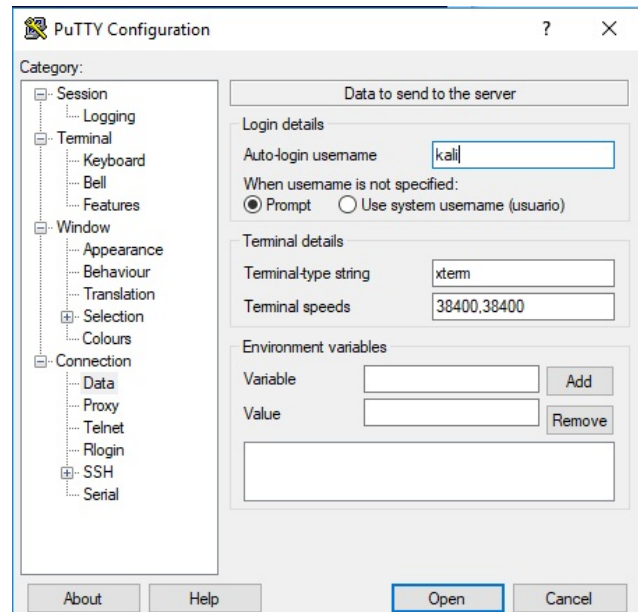 PuTTY Configuration ? ×
Category:
Session
Logging
Terminal
Keyboard
Bell
Features
Window
Appearance
Behaviour
Translation
Selection
Colours
Connection
Data
Proxy
Telnet
Rlogin
SSH
Serial
Data to send to the server
Login details
Auto-login username kali
When username is not specified:
Prompt Use system username (usuario)
Terminal details
Terminal-type string xterm
Terminal speeds 38400,38400
Environment variables
Variable Add
Value Remove
About Help Open Cancel